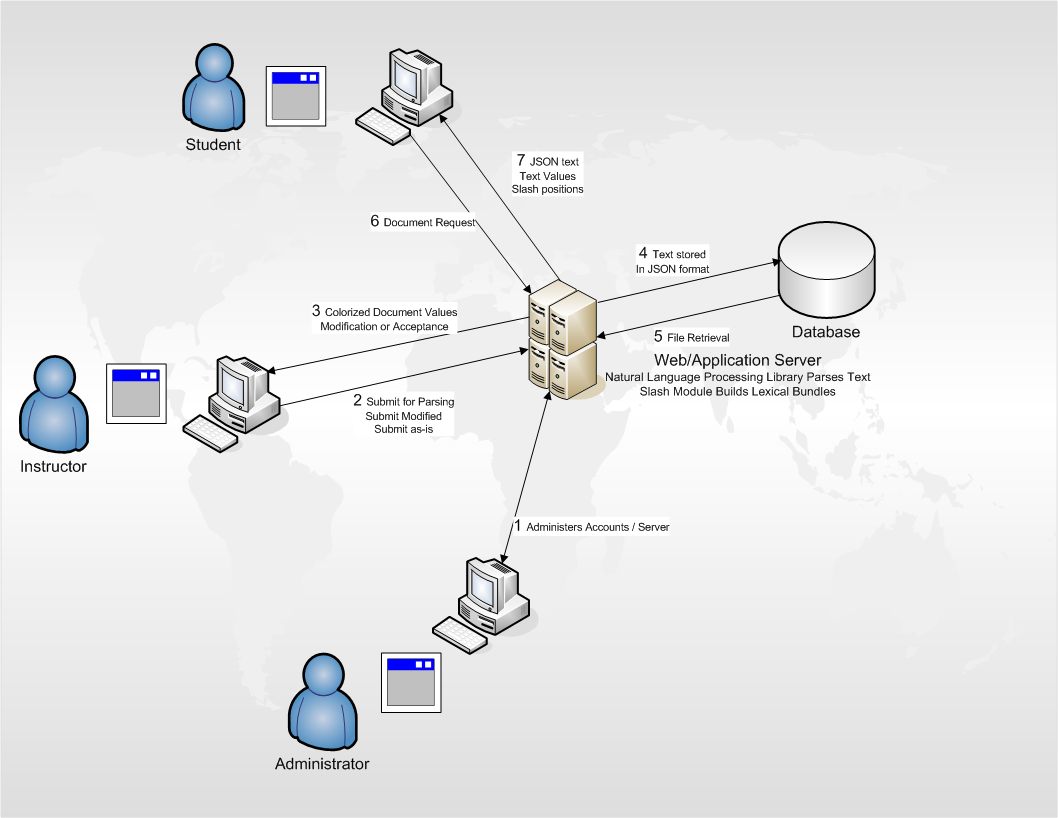 Student
7 JSON text
Text Values
Slash positions
6 Document Request
4 Text stored
In JSON format
3 Colorized Document Values
Modification or Acceptance
5 File Retrieval
Database
Web/Application Server
Natural Language Processing Library Parses Text
Slash Module Builds Lexical Bundles
2 Submit for Parsing
Submit Modified
Submit as-is
Instructor
1 Administers Accounts / Server
Administrator